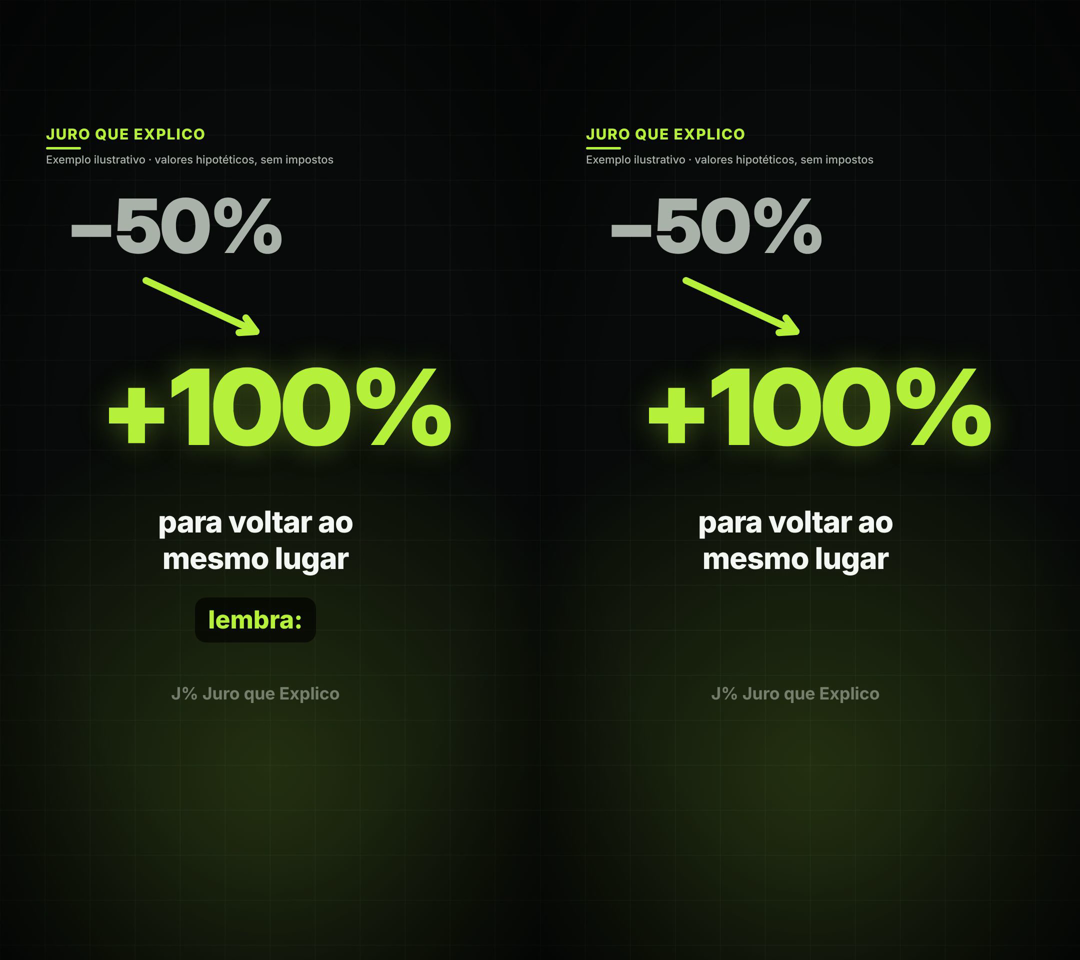 JURO QUE EXPLICO
Exemplo ilustrativo · valores hipotéticos, sem impostos
–50%
+100%
para voltar ao
mesmo lugar
lembra:
J% Juro que Explico
JURO QUE EXPLICO
Exemplo ilustrativo · valores hipotéticos, sem impostos
–50%
+100%
para voltar ao
mesmo lugar
J% Juro que Explico